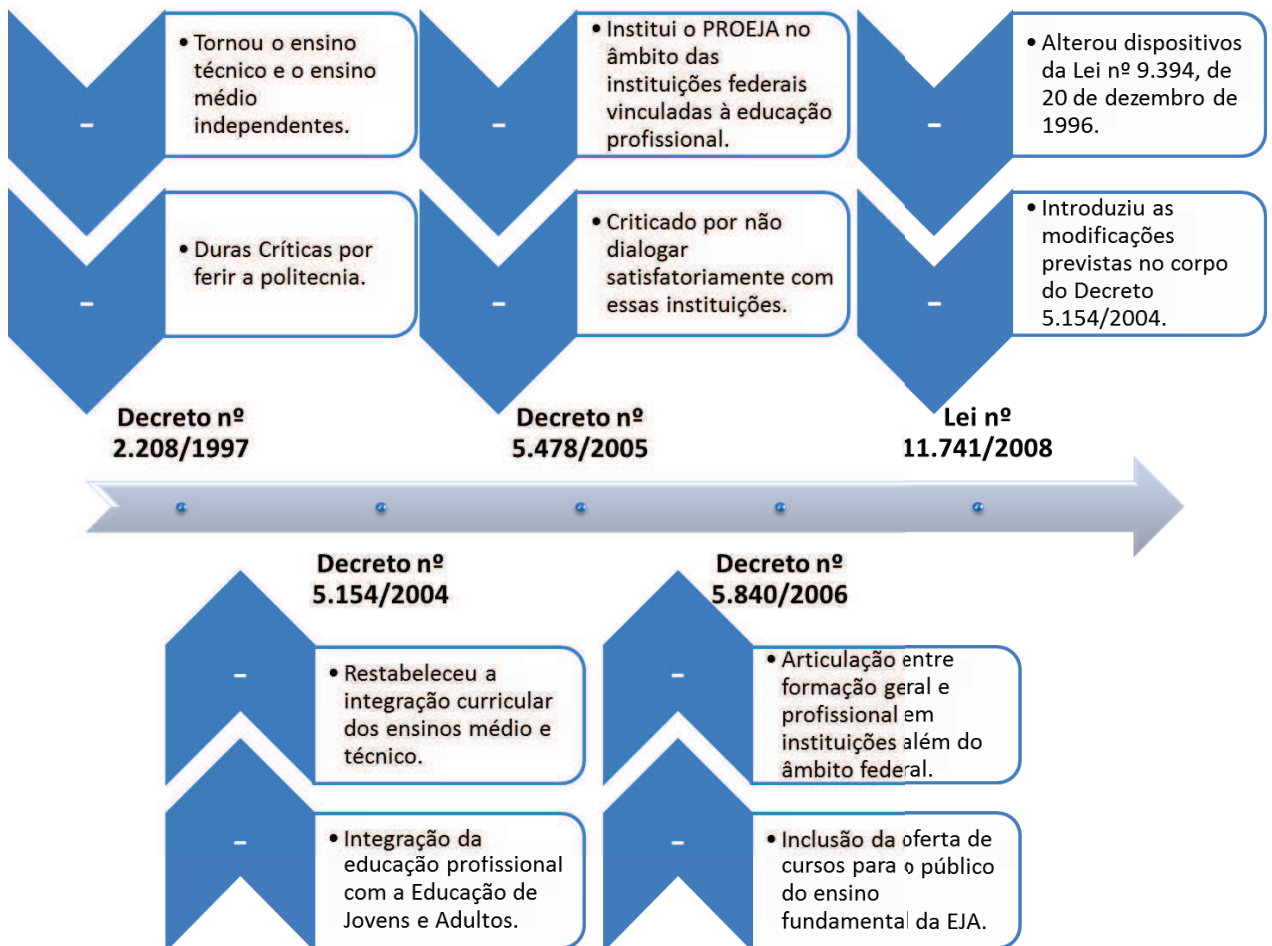 • Tornou o ensino
técnico e o ensino
médio
independentes.
• Duras Críticas por
ferir a politecnia.
Decreto nº
2.208/1997
• Institui o PROEJA no
âmbito das
instituições federais
vinculadas à educação
profissional.
• Criticado por não
dialogar
satisfatoriamente com
essas instituições.
Decreto nº
5.478/2005
• Alterou dispositivos
da Lei nº 9.394, de
20 de dezembro de
1996.
• Introduziu as
modificações
previstas no corpo
do Decreto
5.154/2004.
Lei nº
11.741/2008
Decreto nº
5.154/2004
• Restabeleceu a
integração curricular
dos ensinos médio e
técnico.
• Integração da
educação profissional
com a Educação de
Jovens e Adultos.
Decreto nº
5.840/2006
• Articulação entre
formação geral e
profissional em
instituições além do
âmbito federal.
• Inclusão da oferta de
cursos para o público
do ensino
fundamental da EJA.